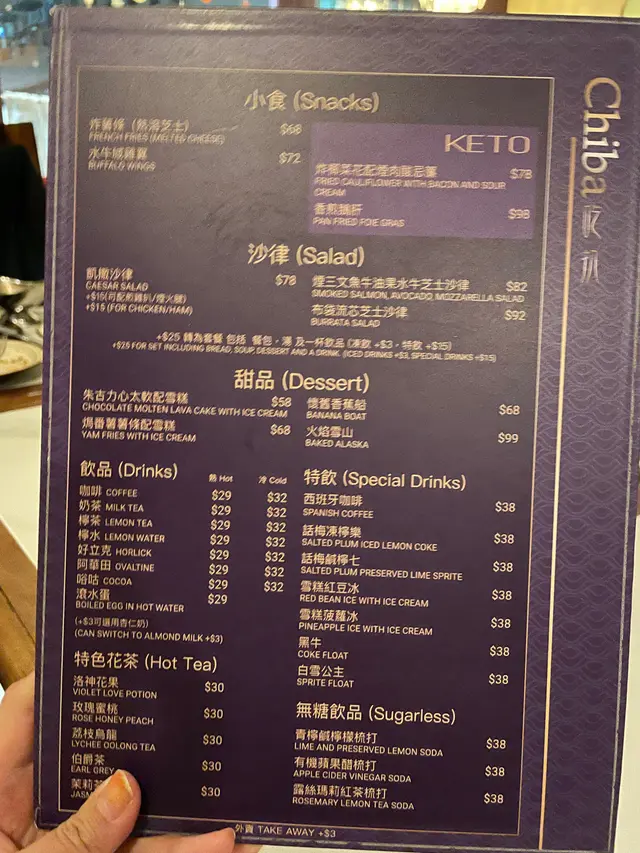 Chiba 吃扒
小食 (Snacks)
炸薯條 (熱溶芝士) $68
FRENCH FRIES (MELTED CHEESE)
水牛城雞翼 $72
BUFFALO WINGS
KETO
炸椰菜花配煙肉酸忌廉 $78
FRIED CAULIFLOWER WITH BACON AND SOUR
CREAM
香煎鵝肝 $98
PAN FRIED FOIE GRAS
沙律 (Salad)
凱撒沙律 $78
CAESAR SALAD
+$15(可配煎雞扒/煙火腿)
+$15 (FOR CHICKEN/HAM)
煙三文魚牛油果水牛芝士沙律 $82
SMOKED SALMON, AVOCADO, MOZZARELLA SALAD
布袋流芯芝士沙律 $92
BURRATA SALAD
+$25 轉為套餐 包括 餐包，湯 及一杯飲品 (凍飲 +$3，特飲 +$15)
+$25 FOR SET INCLUDING BREAD, SOUP, DESSERT AND A DRINK. (ICED DRINKS +$3, SPECIAL DRINKS +$15)
甜品 (Dessert)
朱古力心太軟配雪糕 $58
CHOCOLATE MOLTEN LAVA CAKE WITH ICE CREAM
焗番薯薯條配雪糕 $68
YAM FRIES WITH ICE CREAM
懷舊香蕉船 $68
BANANA BOAT
火焰雪山 $99
BAKED ALASKA
飲品 (Drinks) 熱 Hot 冷 Cold
咖啡 COFFEE $29 $32
奶茶 MILK TEA $29 $32
檸茶 LEMON TEA $29 $32
檸水 LEMON WATER $29 $32
好立克 HORLICK $29 $32
阿華田 OVALTINE $29 $32
唂咕 COCOA $29 $32
滾水蛋 $29
BOILED EGG IN HOT WATER
(+$3可選用杏仁奶)
(CAN SWITCH TO ALMOND MILK +$3)
特飲 (Special Drinks)
西班牙咖啡 $38
SPANISH COFFEE
話梅凍檸樂 $38
SALTED PLUM ICED LEMON COKE
話梅鹹檸七 $38
SALTED PLUM PRESERVED LIME SPRITE
雪糕紅豆冰 $38
RED BEAN ICE WITH ICE CREAM
雪糕菠蘿冰 $38
PINEAPPLE ICE WITH ICE CREAM
黑牛 $38
COKE FLOAT
白雪公主 $38
SPRITE FLOAT
特色花茶 (Hot Tea)
洛神花果 $30
VIOLET LOVE POTION
玫瑰蜜桃 $30
ROSE HONEY PEACH
荔枝烏龍 $30
LYCHEE OOLONG TEA
伯爵茶 $30
EARL GREY
茉莉茶 $30
無糖飲品 (Sugarless)
青檸鹹檸檬梳打 $38
LIME AND PRESERVED LEMON SODA
有機蘋果醋梳打 $38
APPLE CIDER VINEGAR SODA
露絲瑪莉紅茶梳打 $38
ROSEMARY LEMON TEA SODA
外賣 TAKE AWAY +$3